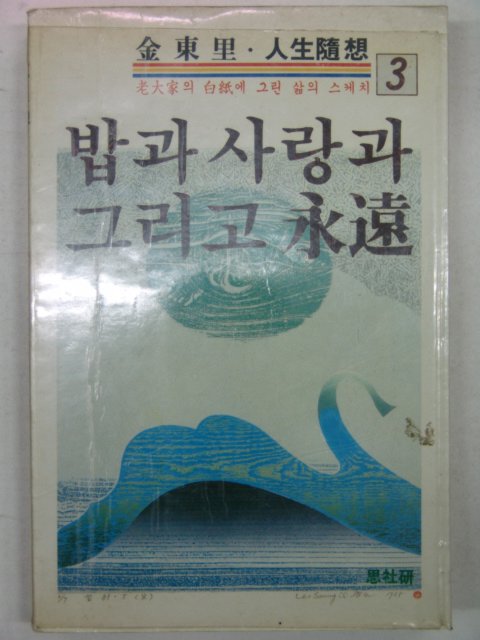 金東里·人生隨想
老大家의 白紙에 그린 삶의 스케치
3
밥과 사랑과
그리고 永遠
思社研